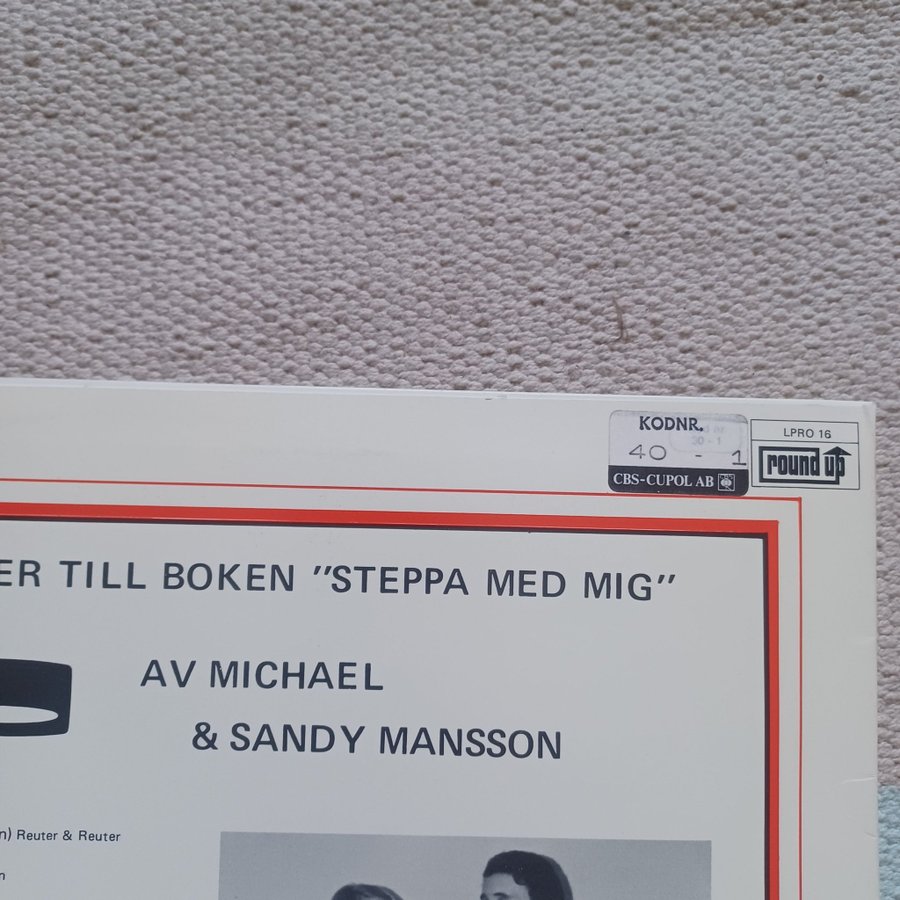 KODNR.
40 - 1
CBS-CUPOL AB
LPRO 16
round up
ER TILL BOKEN "STEPPA MED MIG"
AV MICHAEL
& SANDY MANSSON
n) Reuter & Reuter
n